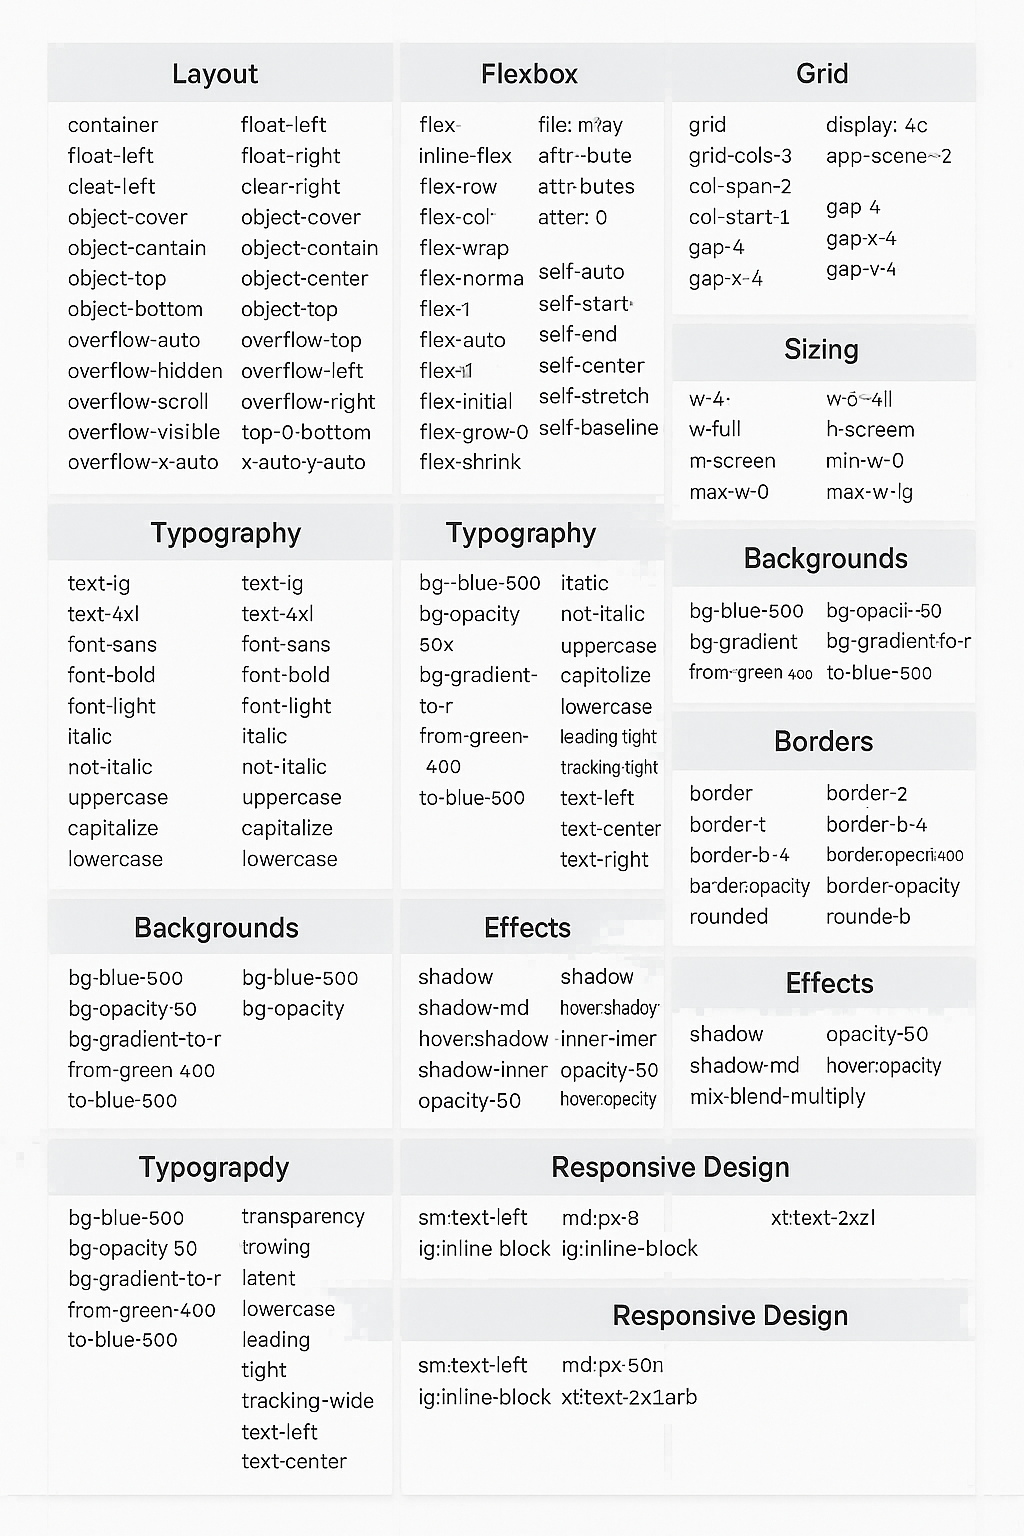 Layout
container
float-left
cleat-left
object-cover
object-cantain
object-top
object-bottom
overflow-auto
overflow-hidden
overflow-scroll
overflow-visible
overflow-x-auto
float-left
float-right
clear-right
object-cover
object-contain
object-center
object-top
overflow-top
overflow-left
overflow-right
top-0-bottom
x-auto-y-auto
Flexbox
flex-
inline-flex
flex-row
flex-col
flex-wrap
flex-norma
flex-1
flex-auto
flex-initial
flex-grow-0
flex-shrink
file:
aftr--bute
attr-butes
atter: 0
self-auto
self-start
self-end
self-center
self-stretch
self-baseline
Grid
grid
grid-cols-3
col-span-2
col-start-1
gap-4
gap-x-4
display: 4c
app-scene-2
gap 4
gap-x-4
gap-v-4
Sizing
w-4
w-full
m-screen
max-w-0
h-screem
min-w-0
max-w-lg
Typography
text-ig
text-4xl
font-sans
font-bold
font-light
italic
not-italic
uppercase
capitalize
lowercase
text-ig
text-4xl
font-sans
font-bold
font-light
italic
not-italic
uppercase
capitalize
lowercase
Typography
bg--blue-500
bg-opacity
50x
bg-gradient-
to-r
from-green-
400
to-blue-500
itatic
not-italic
uppercase
capitolize
lowercase
leading tight
tracking-tight
text-left
text-center
text-right
Backgrounds
bg-blue-500
bg-gradient
from-green 400
bg-opacii--50
bg-gradient-fo-r
to-blue-500
Borders
border
border-t
border-b-4
barder:opacity
rounded
border-2
border-b-4
border-opacity
rounde-b
Backgrounds
bg-blue-500
bg-opacity-50
bg-gradient-to-r
from-green 400
to-blue-500
bg-blue-500
bg-opacity
Effects
shadow
shadow-md
hover:shadow
shadow-inner
opacity-50
shadow
hover:shadoy
-inner-imer
opacity-50
hover:opecity
Effects
shadow
shadow-md
mix-blend-multiply
opacity-50
hover:opacity
Typograpdy
bg-blue-500
bg-opacity 50
bg-gradient-to-r
from-green-400
to-blue-500
transparency
trowing
latent
lowercase
leading
tight
tracking-wide
text-left
text-center
Responsive Design
sm:text-left
ig:inline block
md:px-8
ig:inline-block
xt:text-2xzl
Responsive Design
sm:text-left
ig:inline-block
md:px-50n
xt:text-2x1arb